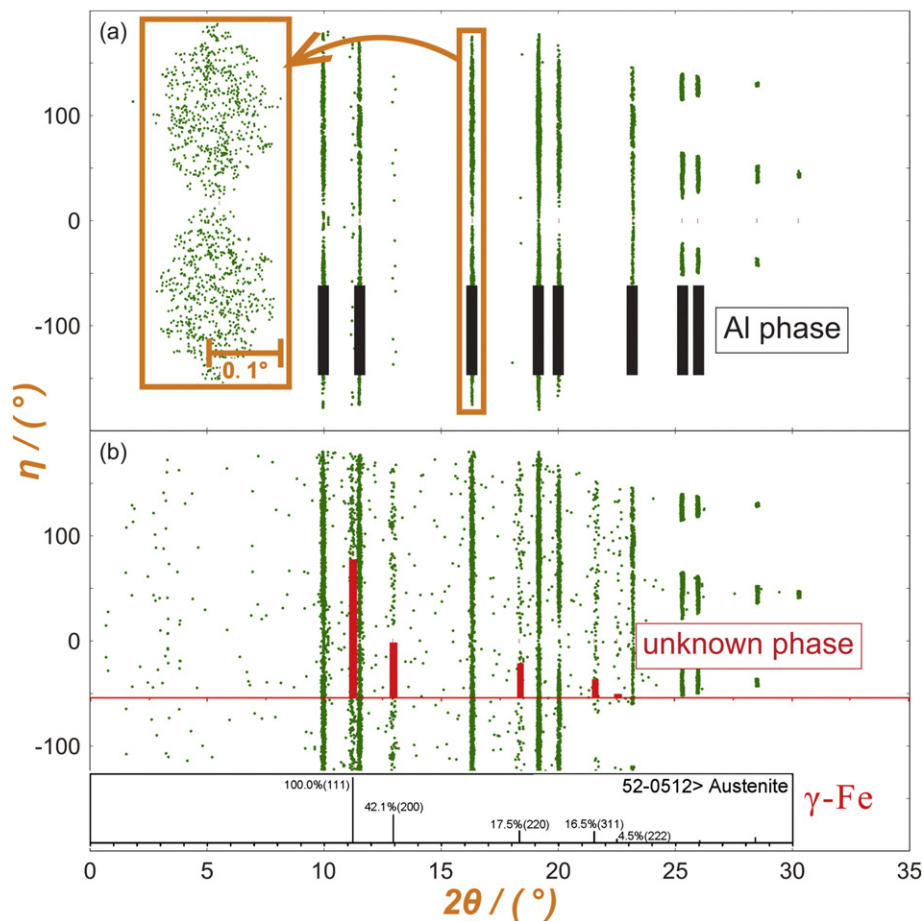 (a)
100
0
-100
0.1°
Al phase
η / (°)
(b)
100
0
-100
unknown phase
52-0512> Austenite
100.0%(111)
42.1%(200)
17.5%(220)
16.5%(311)
4.5%(222)
γ-Fe
0 5 10 15 20 25 30 35
2θ / (°)